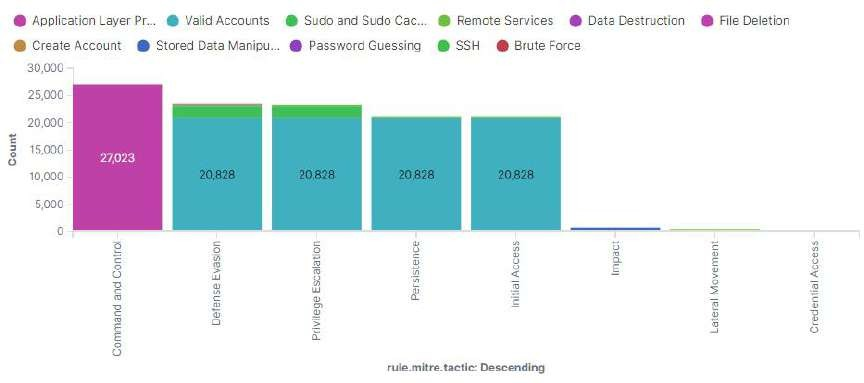 Application Layer Pr... Valid Accounts Sudo and Sudo Cac... Remote Services Data Destruction File Deletion
Create Account Stored Data Manipu... Password Guessing SSH Brute Force
30,000
25,000
20,000
15,000
10,000
5,000
0
Count
27,023
20,828
20,828
20,828
20,828
Command and Control
Defense Evasion
Privilege Escalation
Persistence
Initial Access
Impact
Lateral Movement
Credential Access
rule.mitre.tactic: Descending